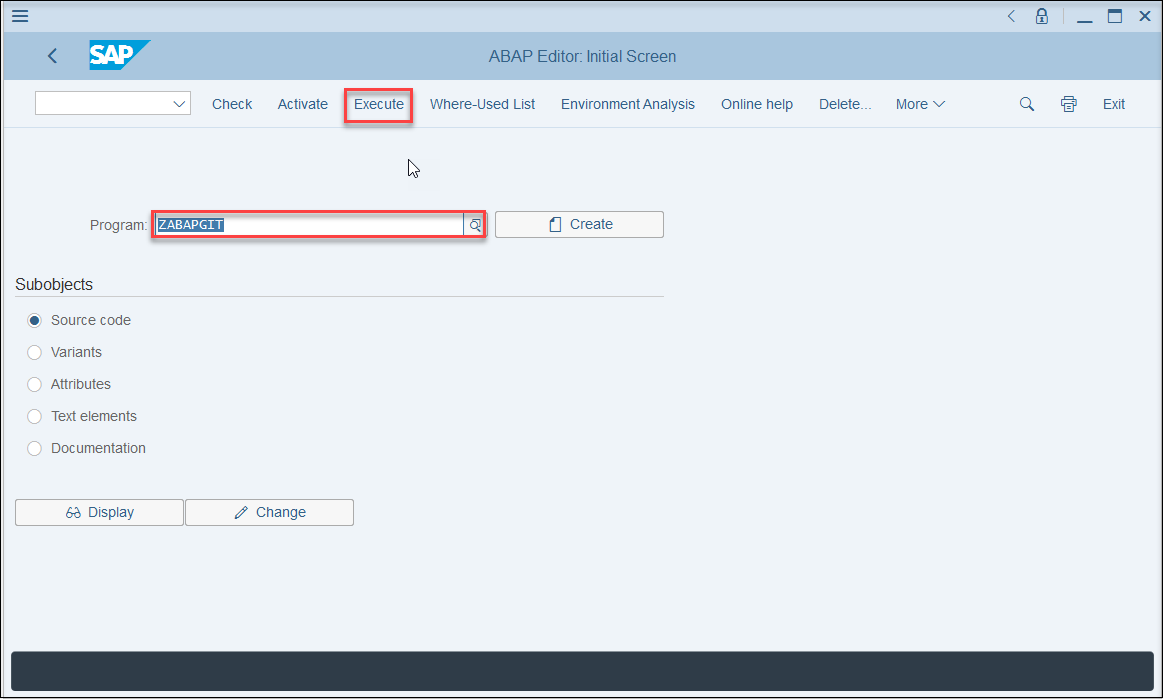 SAP
ABAP Editor: Initial Screen
Check Activate Execute Where-Used List Environment Analysis Online help Delete... More Exit
Program: ZABAPGIT Create
Subobjects
Source code
Variants
Attributes
Text elements
Documentation
Display Change